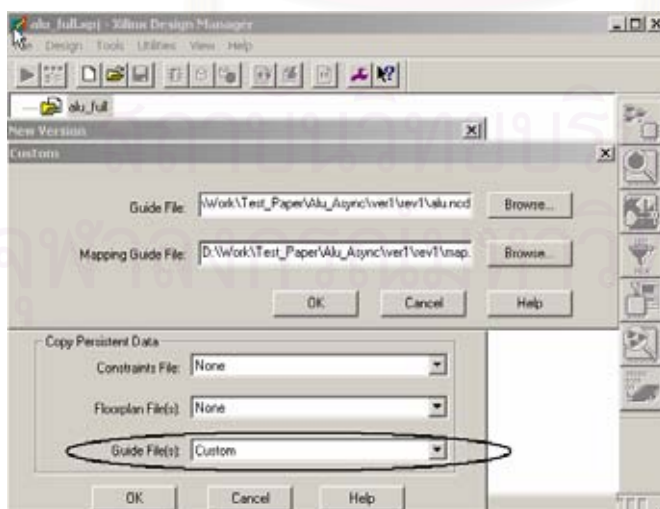 alu_full.xpj - Xilinx Design Manager
File Design Tools Utilities View Help
alu_full
New Version
Custom
Guide File: \Work\Test_Paper\Alu_Async\ver1\rev1\alu.ncd Browse...
Mapping Guide File: D:\Work\Test_Paper\Alu_Async\ver1\rev1\map. Browse...
OK Cancel Help
Copy Persistent Data
Constraints File: None
Floorplan File(s): None
Guide File(s): Custom
OK Cancel Help